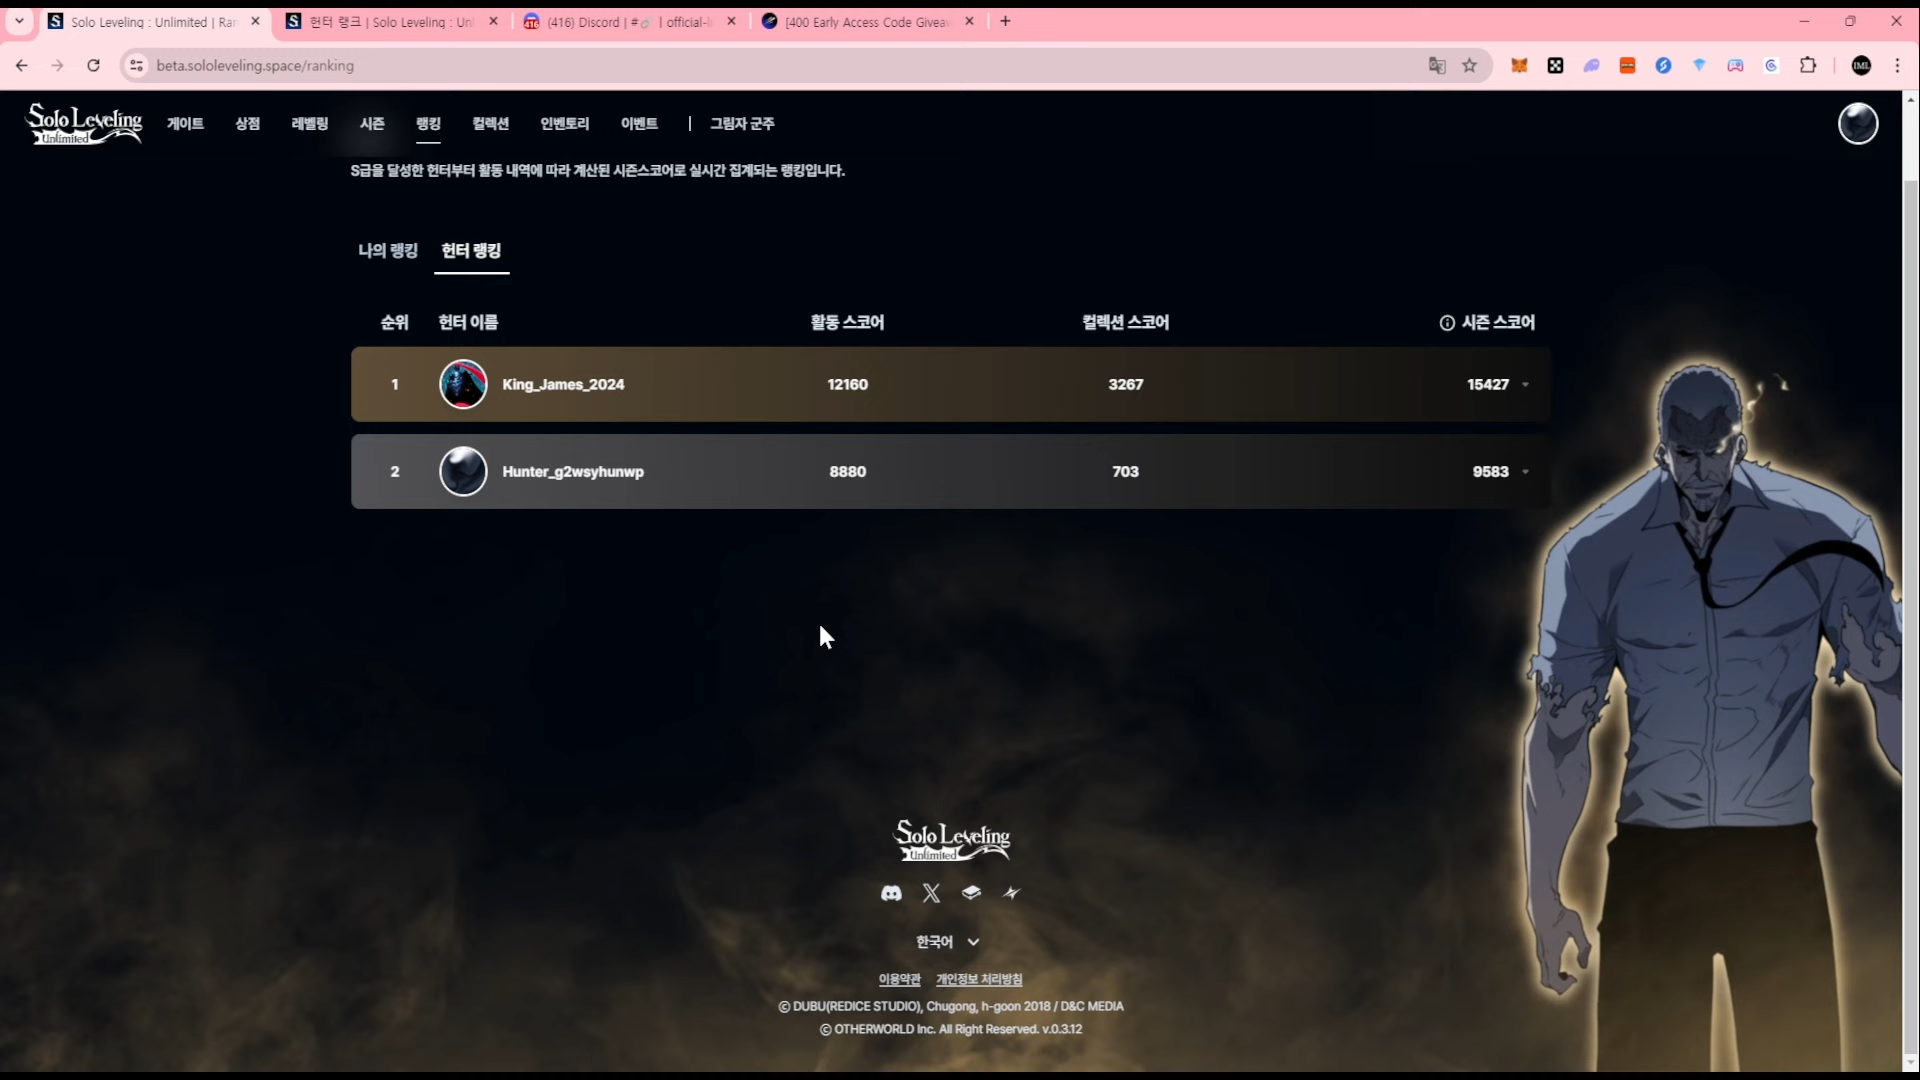 Solo Leveling : Unlimited | Ran
헌터 랭크 | Solo Leveling : Un
(416) Discord | # | official-l
[400 Early Access Code Giveaw
beta.sololeveling.space/ranking
Solo Leveling
Unlimited
게이트 상점 레벨링 시즌 랭킹 컬렉션 인벤토리 이벤트 | 그림자 군주
S급을 달성한 헌터부터 활동 내역에 따라 계산된 시즌스코어로 실시간 집계되는 랭킹입니다.
나의 랭킹 헌터 랭킹
순위 헌터 이름 활동 스코어 컬렉션 스코어 시즌 스코어
1 King_James_2024 12160 3267 15427
2 Hunter_g2wsyhunwp 8880 703 9583
Solo Leveling
Unlimited
한국어
이용약관 개인정보 처리방침
© DUBU(REDICE STUDIO), Chugong, h-goon 2018 / D&C MEDIA
© OTHERWORLD Inc. All Right Reserved. v.0.3.12